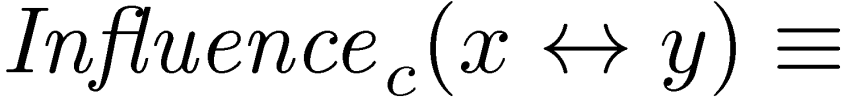 Influence_c(x ↔ y) ≡